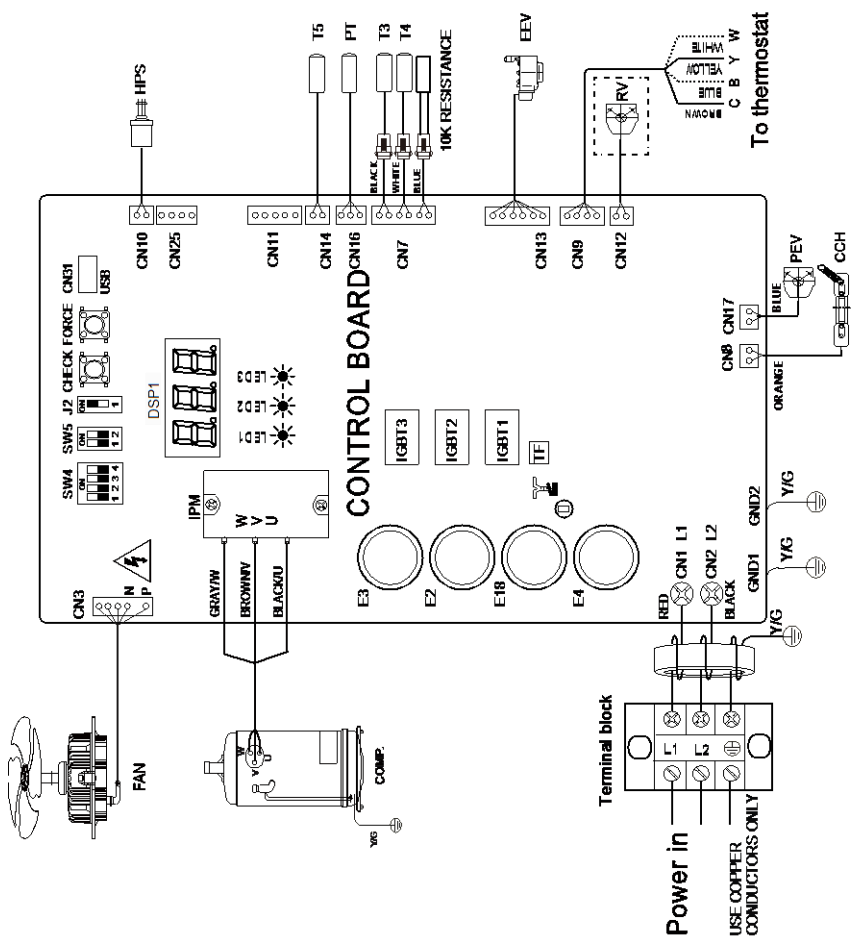 HPS
T5
PT
T3
T4
10K RESISTANCE
BLACK
WHITE
BLUE
EEV
RV
WHITE
YELLOW
BLUE
BROWN
W
Y
B
C
To thermostat
CN10
CN25
CN11
CN14
CN16
CN7
CN13
CN9
CN12
CN31
USB
FORCE
CHECK
J2
ON
1
SW5
ON
1 2
SW4
ON
1 2 3 4
DSP1
LED1
LED2
LED3
CONTROL BOARD
IPM
W
V
U
IGBT3
IGBT2
IGBT1
TF
E3
E2
E18
E4
CN17
BLUE
PEV
CN8
ORANGE
CCH
CN3
N
P
FAN
GRAY/W
BROWN/V
BLACK/U
W
V
U
COMP.
Y/G
RED
CN1 L1
CN2 L2
BLACK
GND1
Y/G
GND2
Y/G
Y/G
Terminal block
L1
L2
Power in
USE COPPER
CONDUCTORS ONLY